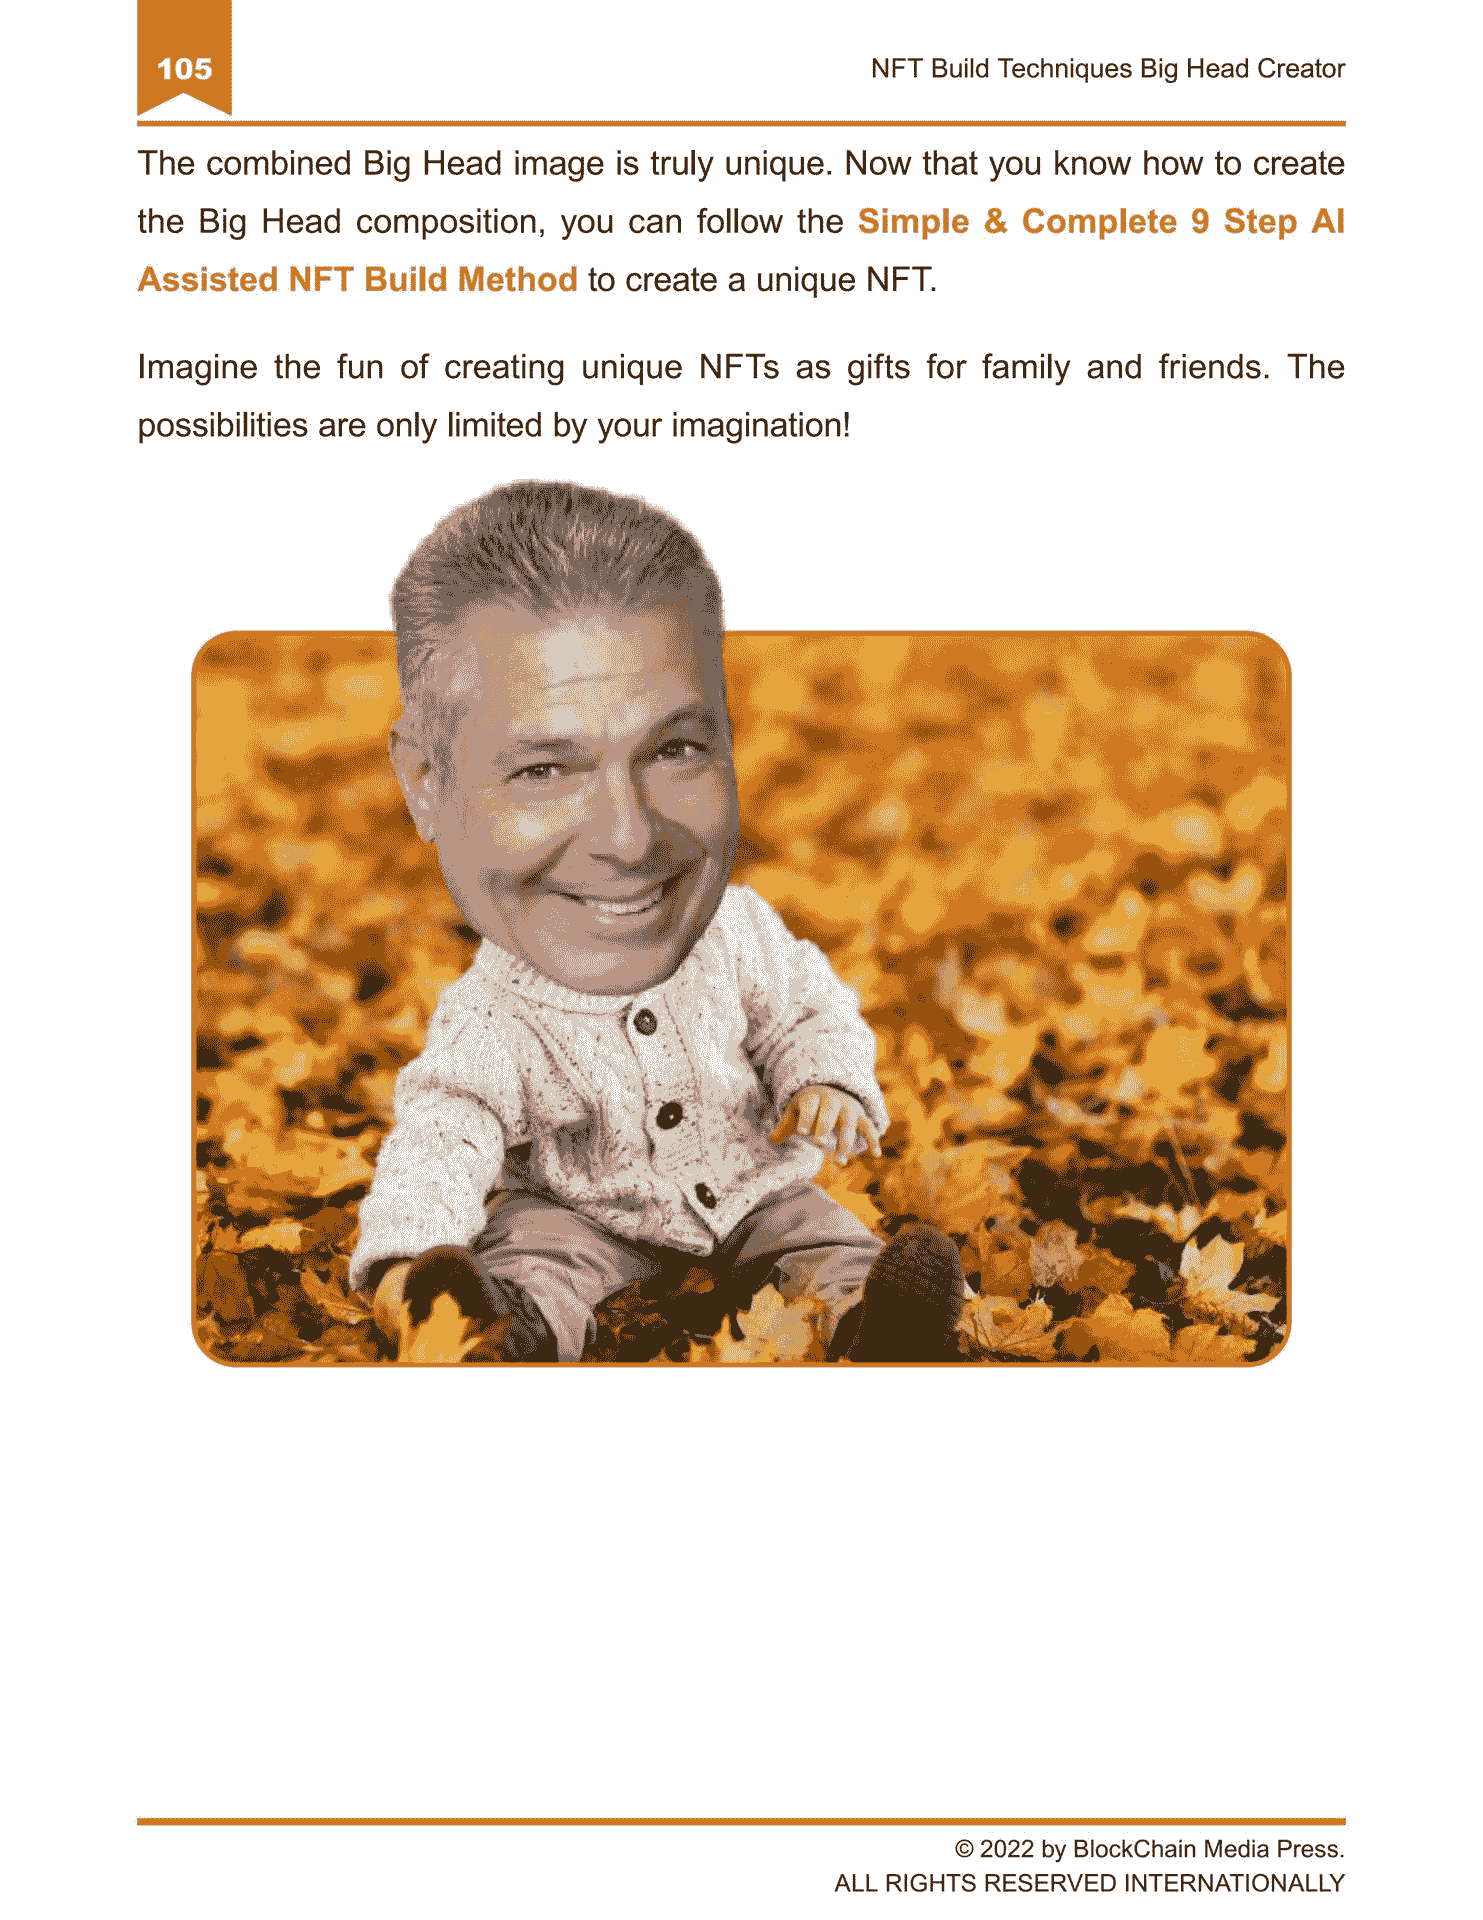 105
NFT Build Techniques Big Head Creator
The combined Big Head image is truly unique. Now that you know how to create
the Big Head composition, you can follow the Simple & Complete 9 Step AI
Assisted NFT Build Method to create a unique NFT.
Imagine the fun of creating unique NFTs as gifts for family and friends. The
possibilities are only limited by your imagination!
© 2022 by BlockChain Media Press.
ALL RIGHTS RESERVED INTERNATIONALLY